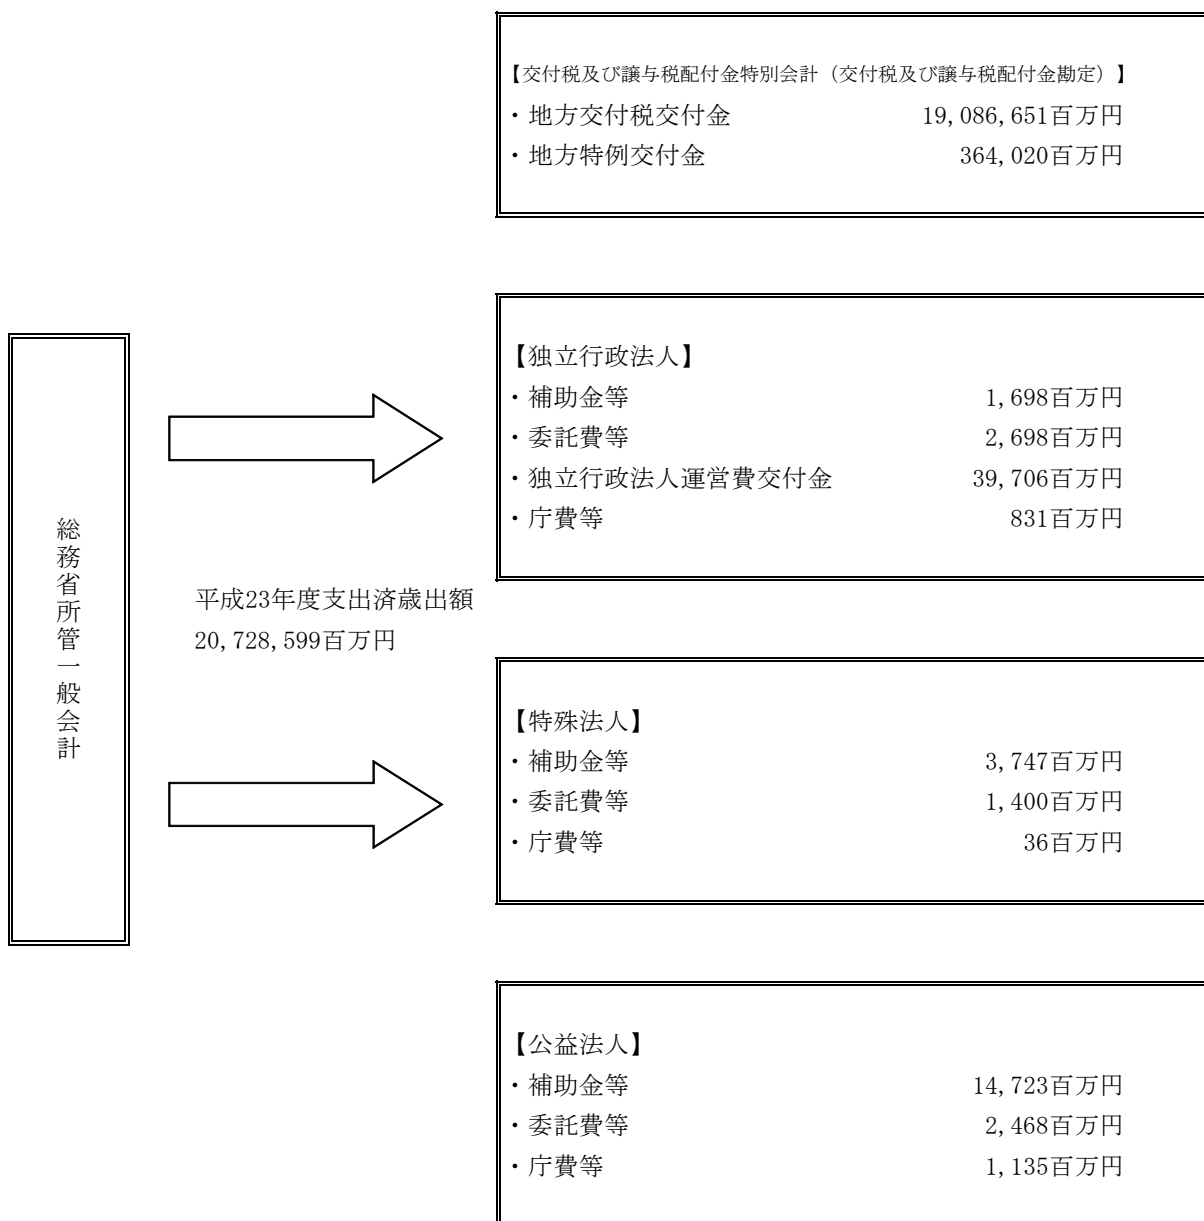 【交付税及び譲与税配付金特別会計（交付税及び譲与税配付金勘定）】
・地方交付税交付金 19,086,651百万円
・地方特例交付金 364,020百万円
【独立行政法人】
・補助金等 1,698百万円
・委託費等 2,698百万円
・独立行政法人運営費交付金 39,706百万円
・庁費等 831百万円
総務省所管一般会計
平成23年度支出済歳出額
20,728,599百万円
【特殊法人】
・補助金等 3,747百万円
・委託費等 1,400百万円
・庁費等 36百万円
【公益法人】
・補助金等 14,723百万円
・委託費等 2,468百万円
・庁費等 1,135百万円